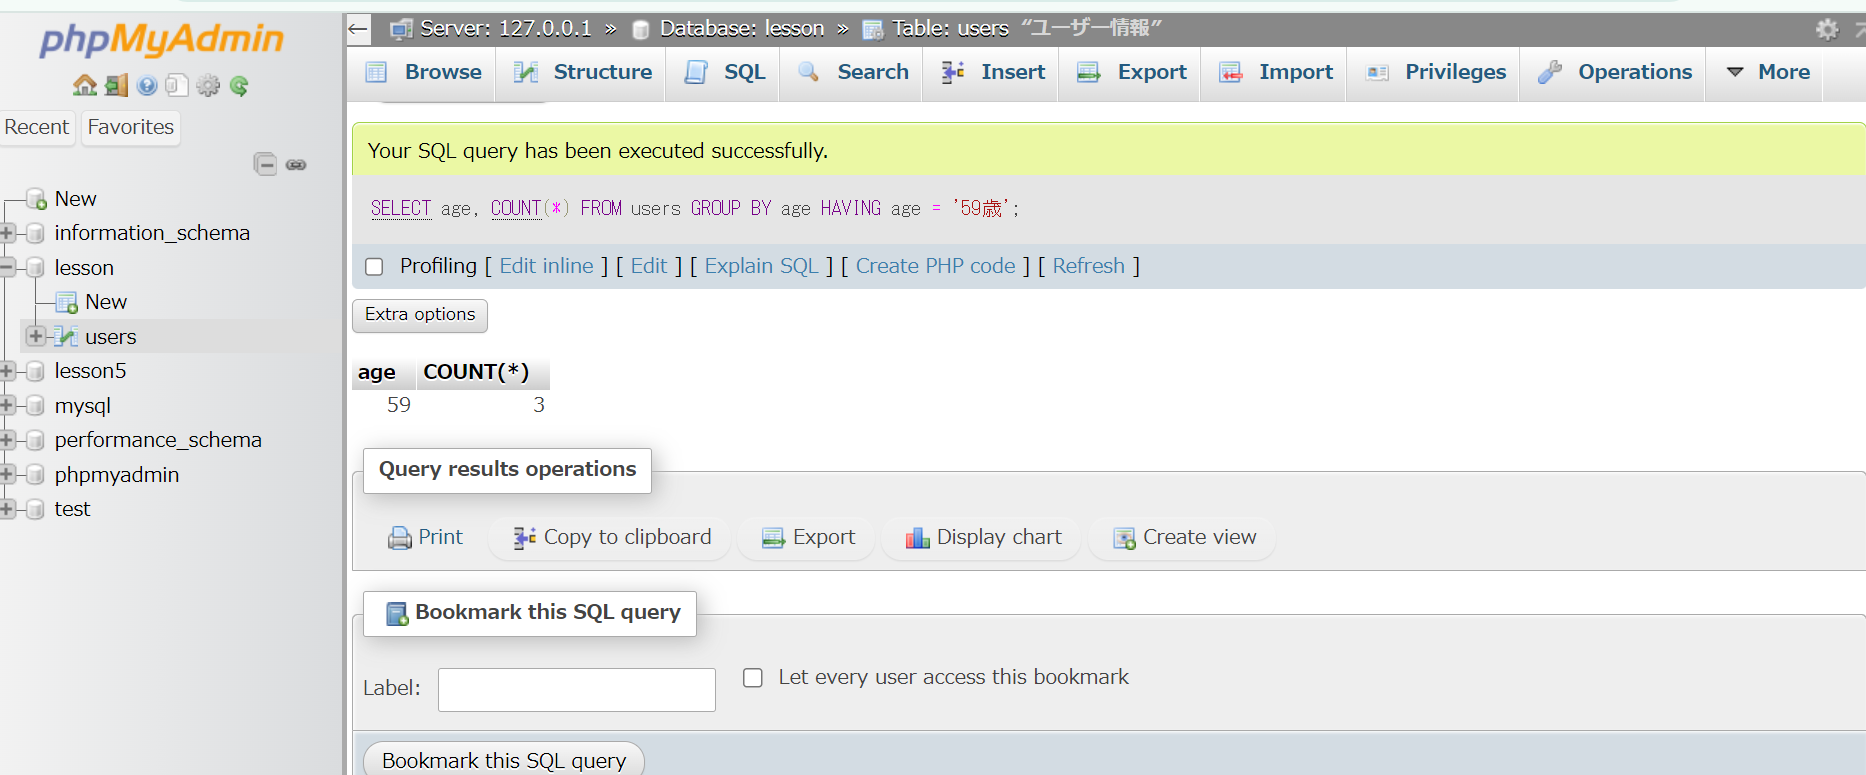 phpMyAdmin
Recent
Favorites
New
information_schema
lesson
New
users
lesson5
mysql
performance_schema
phpmyadmin
test
Server: 127.0.0.1 » Database: lesson » Table: users “ユーザー情報”
Browse
Structure
SQL
Search
Insert
Export
Import
Privileges
Operations
More
Your SQL query has been executed successfully.
SELECT age, COUNT(*) FROM users GROUP BY age HAVING age = '59歳';
Profiling [ Edit inline ] [ Edit ] [ Explain SQL ] [ Create PHP code ] [ Refresh ]
Extra options
age COUNT(*)
59 3
Query results operations
Print
Copy to clipboard
Export
Display chart
Create view
Bookmark this SQL query
Label:
Let every user access this bookmark
Bookmark this SQL query